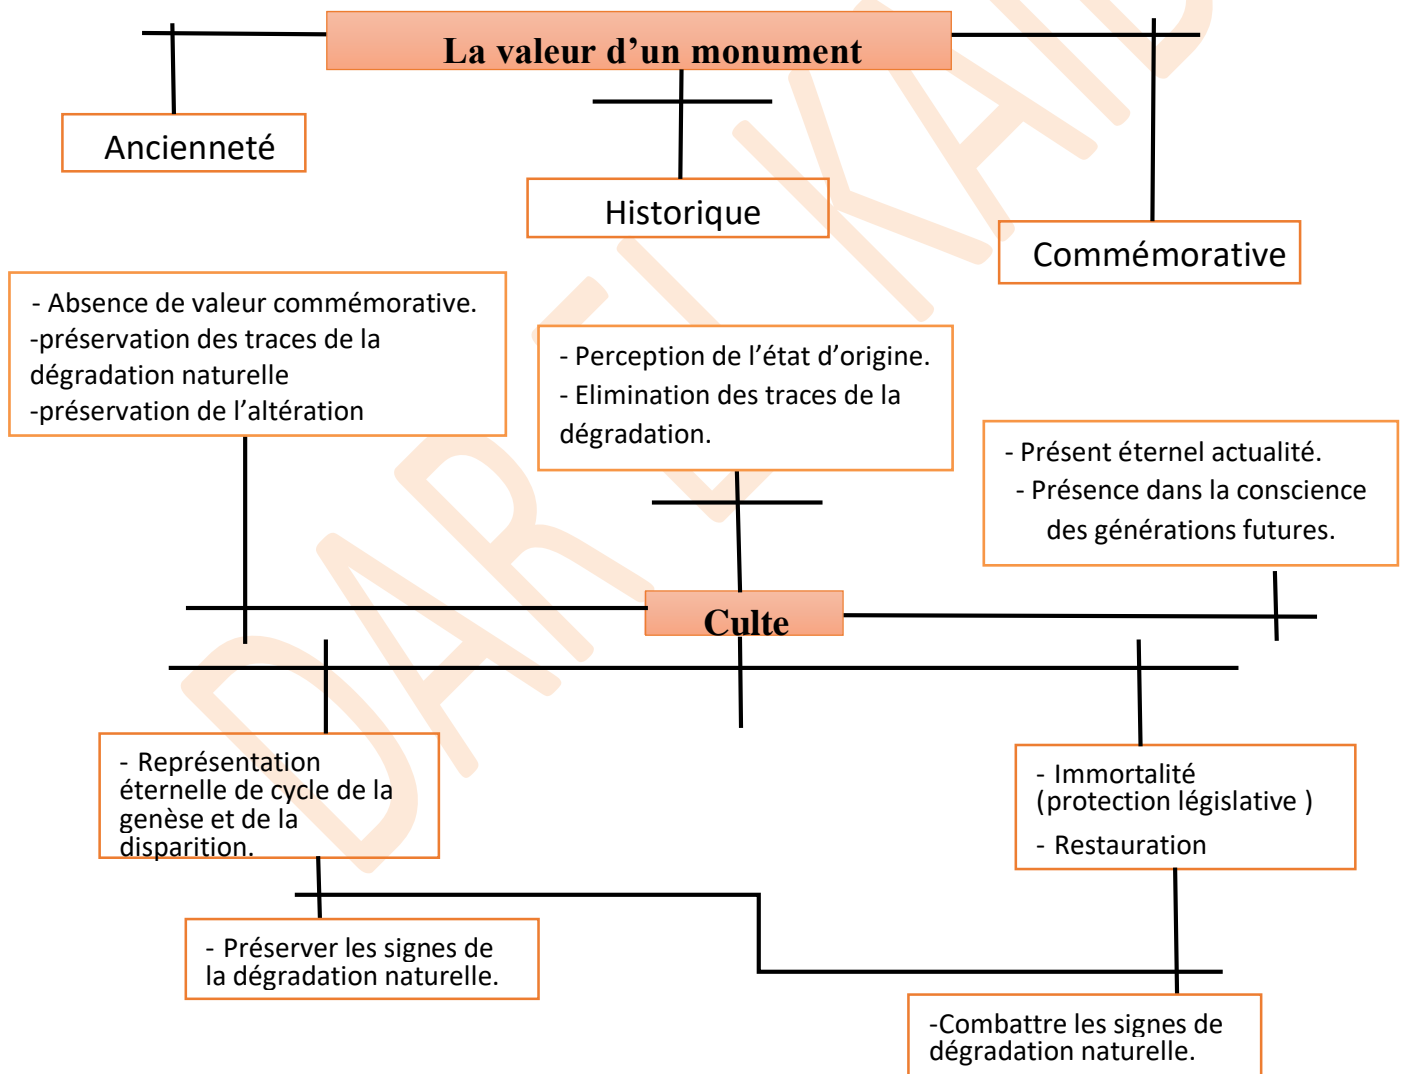 La valeur d’un monument
Ancienneté
Historique
Commémorative
- Absence de valeur commémorative.
-préservation des traces de la
dégradation naturelle
-préservation de l’altération
- Perception de l’état d’origine.
- Elimination des traces de la
dégradation.
- Présent éternel actualité.
- Présence dans la conscience
des générations futures.
Culte
- Représentation
éternelle de cycle de la
genèse et de la
disparition.
- Immortalité
(protection législative )
- Restauration
- Préserver les signes de
la dégradation naturelle.
-Combattre les signes de
dégradation naturelle.
DAR EL KAID